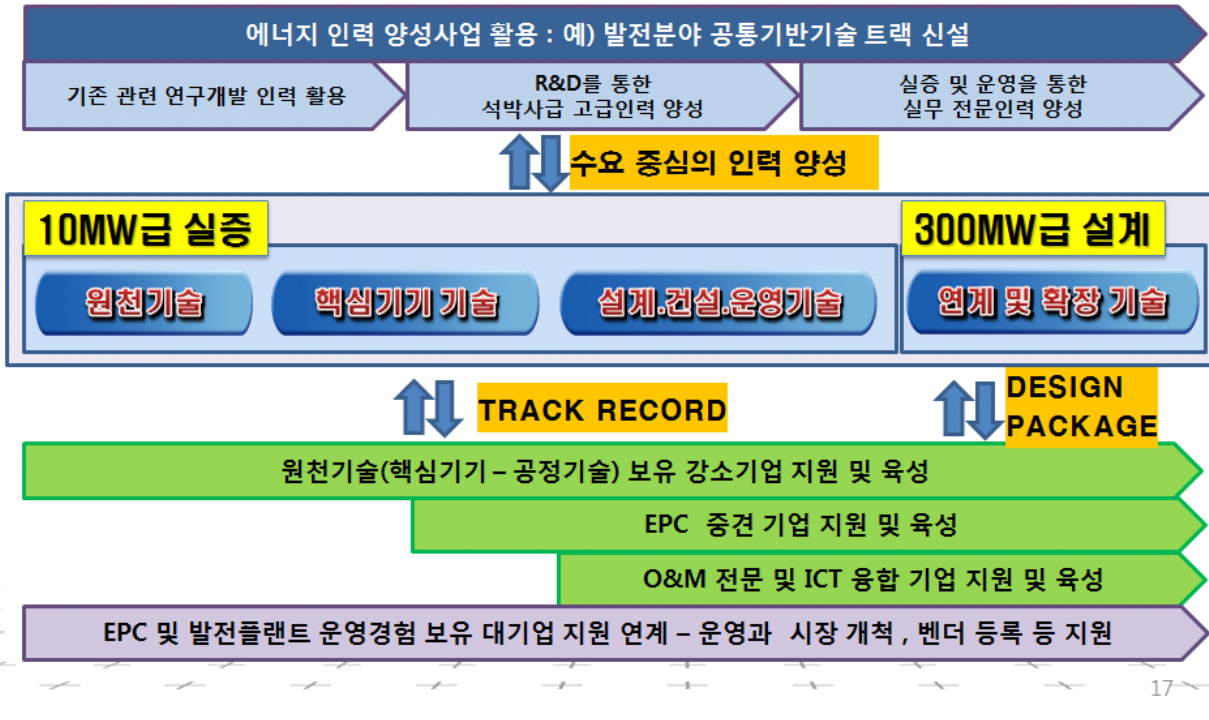 에너지 인력 양성사업 활용 : 예) 발전분야 공통기반기술 트랙 신설
기존 관련 연구개발 인력 활용
R&D를 통한
석박사급 고급인력 양성
실증 및 운영을 통한
실무 전문인력 양성
수요 중심의 인력 양성
10MW급 실증
300MW급 설계
원천기술
핵심기기 기술
설계.건설.운영기술
연계 및 확장 기술
TRACK RECORD
DESIGN
PACKAGE
원천기술(핵심기기 – 공정기술) 보유 강소기업 지원 및 육성
EPC 중견 기업 지원 및 육성
O&M 전문 및 ICT 융합 기업 지원 및 육성
EPC 및 발전플랜트 운영경험 보유 대기업 지원 연계 – 운영과 시장 개척 , 벤더 등록 등 지원
17